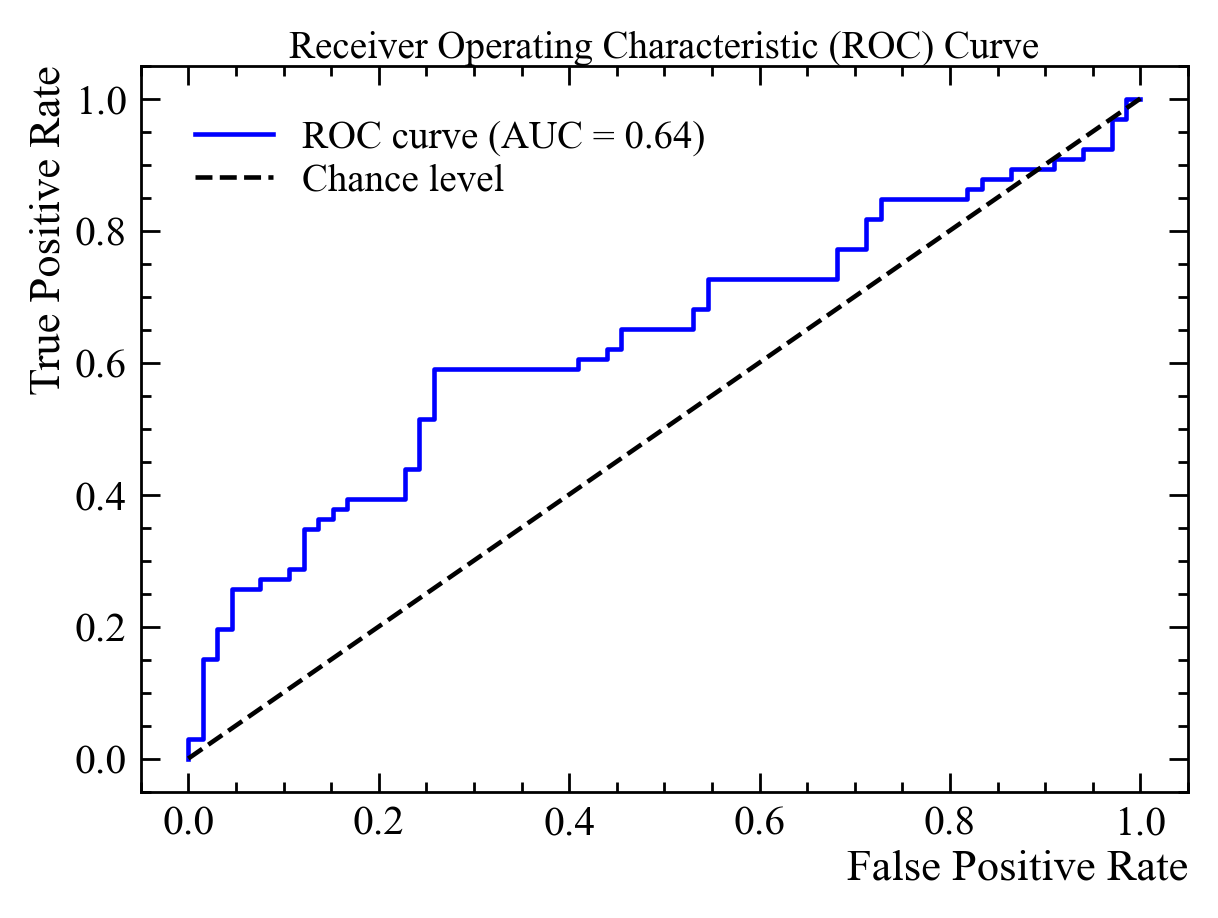 Receiver Operating Characteristic (ROC) Curve
True Positive Rate
1.0
0.8
0.6
0.4
0.2
0.0
ROC curve (AUC = 0.64)
Chance level
0.0 0.2 0.4 0.6 0.8 1.0
False Positive Rate